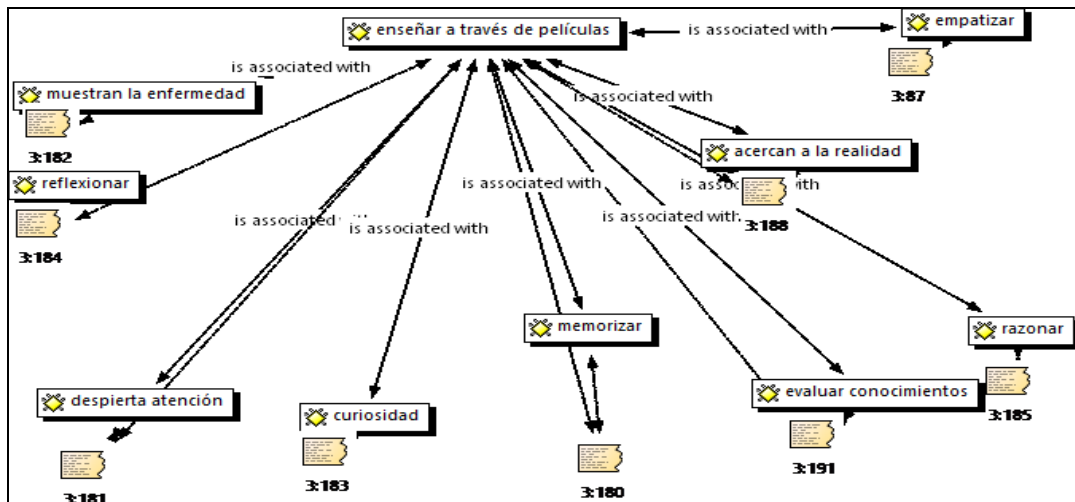 enseñar a través de películas
is associated with
empatizar
3:87
is associated with
muestran la enfermedad
3:182
is associated with
acercan a la realidad
3:188
reflexionar
3:184
is associated with
is associated with
is associated with
is associated with
is associated with
memorizar
3:180
razonar
3:185
despierta atención
3:181
curiosidad
3:183
evaluar conocimientos
3:191